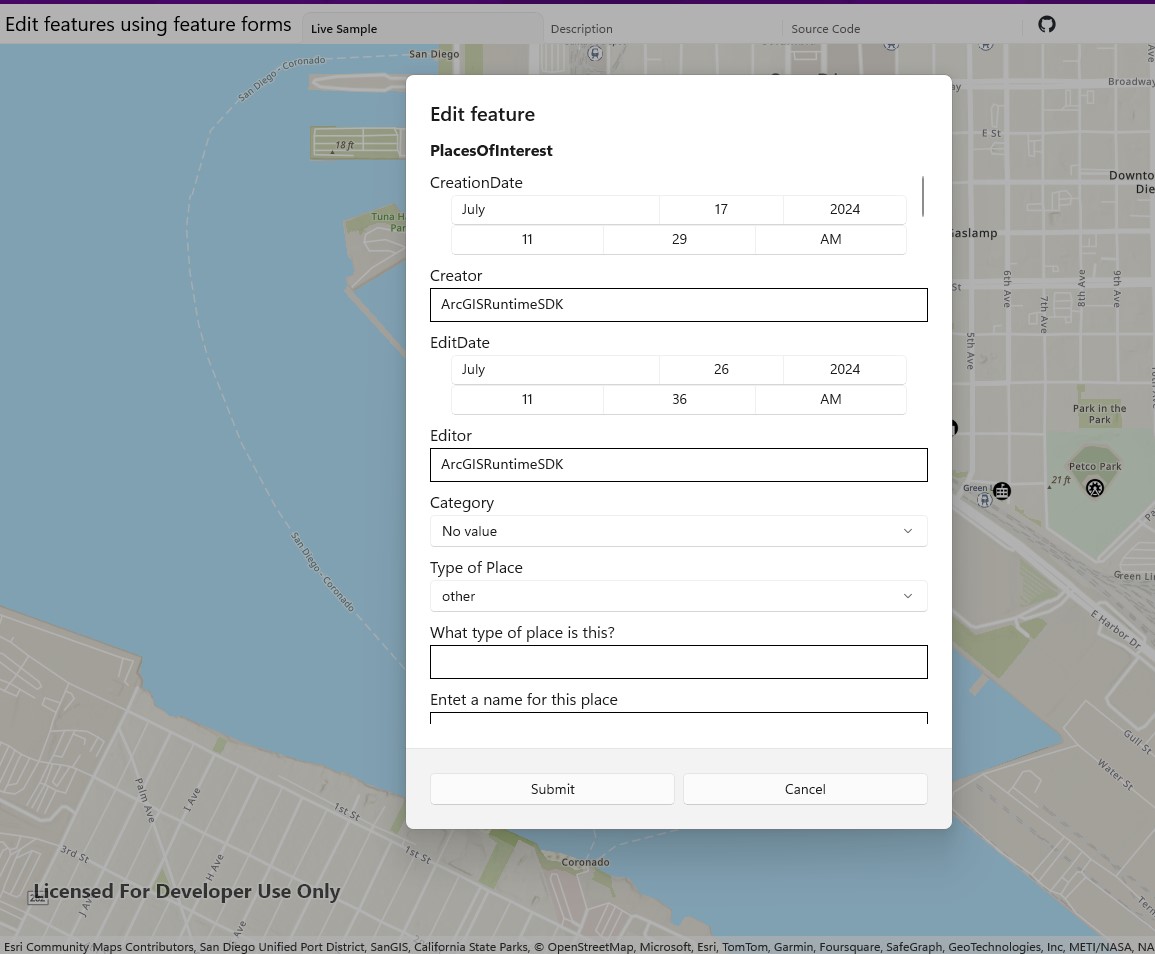 Edit features using feature forms
Live Sample
Description
Source Code
San Diego
San Diego - Coronado
Broadway
18 ft
E St
Edit feature
PlacesOfInterest
CreationDate
July 17 2024
11 29 AM
Creator
ArcGISRuntimeSDK
EditDate
July 26 2024
11 36 AM
Editor
ArcGISRuntimeSDK
Category
No value
Type of Place
other
What type of place is this?
Entet a name for this place
Submit
Cancel
Tuna H
Par
Downto
Die
aslamp
St
6th Ave
7th Ave
8th Ave
9th Ave
5th Ave
Park in the
Park
Petco Park
21 ft
Green L
Green Lin
San Diego - Coronado
E Harbor Dr
Gull St
Water St
Palm Ave
I Ave
H Ave
J Ave
1st St
1st St
3rd St
Coronado
282
Licensed For Developer Use Only
Esri Community Maps Contributors, San Diego Unified Port District, SanGIS, California State Parks, © OpenStreetMap, Microsoft, Esri, TomTom, Garmin, Foursquare, SafeGraph, GeoTechnologies, Inc, METI/NASA, NA